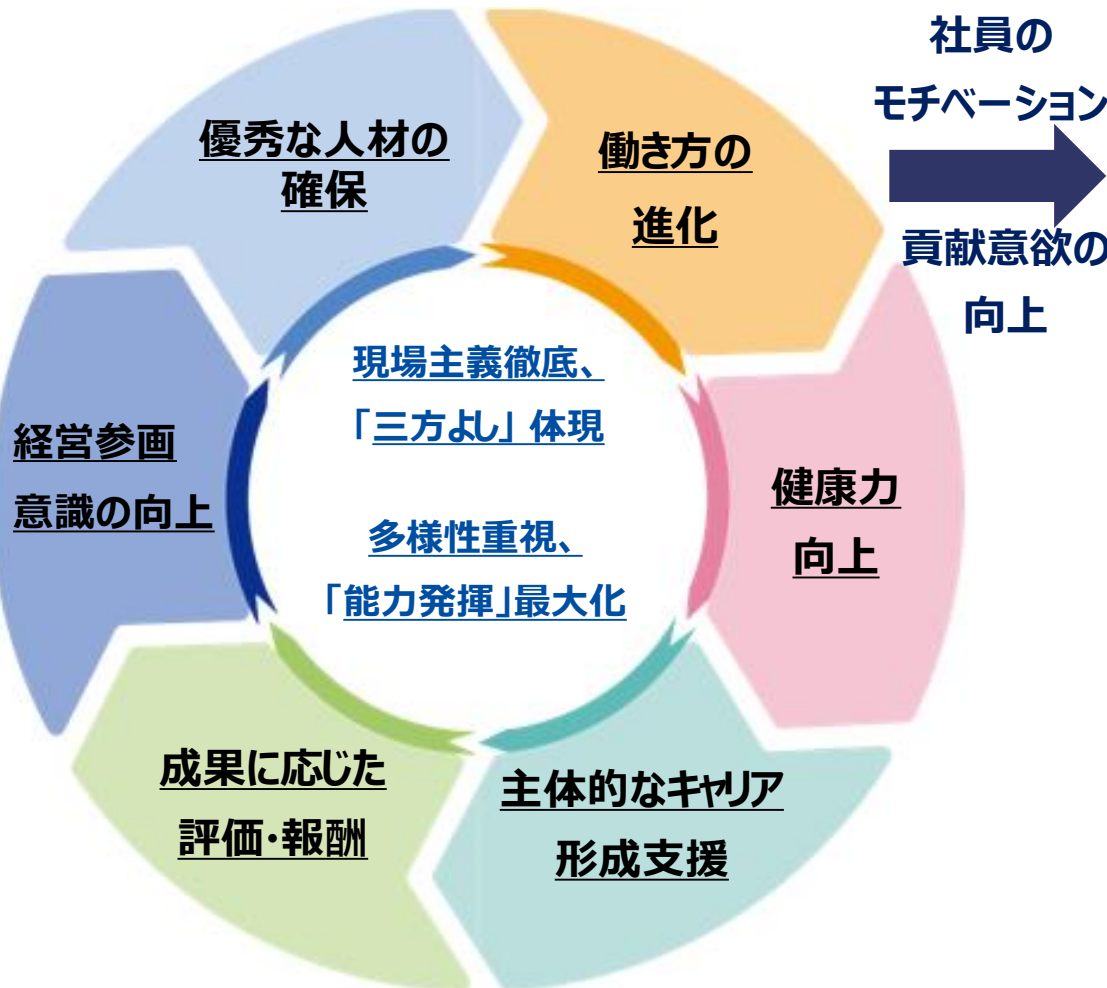 社員の
モチベーション
貢献意欲の
向上
優秀な人材の
確保
働き方の
進化
健康力
向上
主体的なキャリア
形成支援
成果に応じた
評価・報酬
経営参画
意識の向上
現場主義徹底、
「三方よし」体現
多様性重視、
「能力発揮」最大化